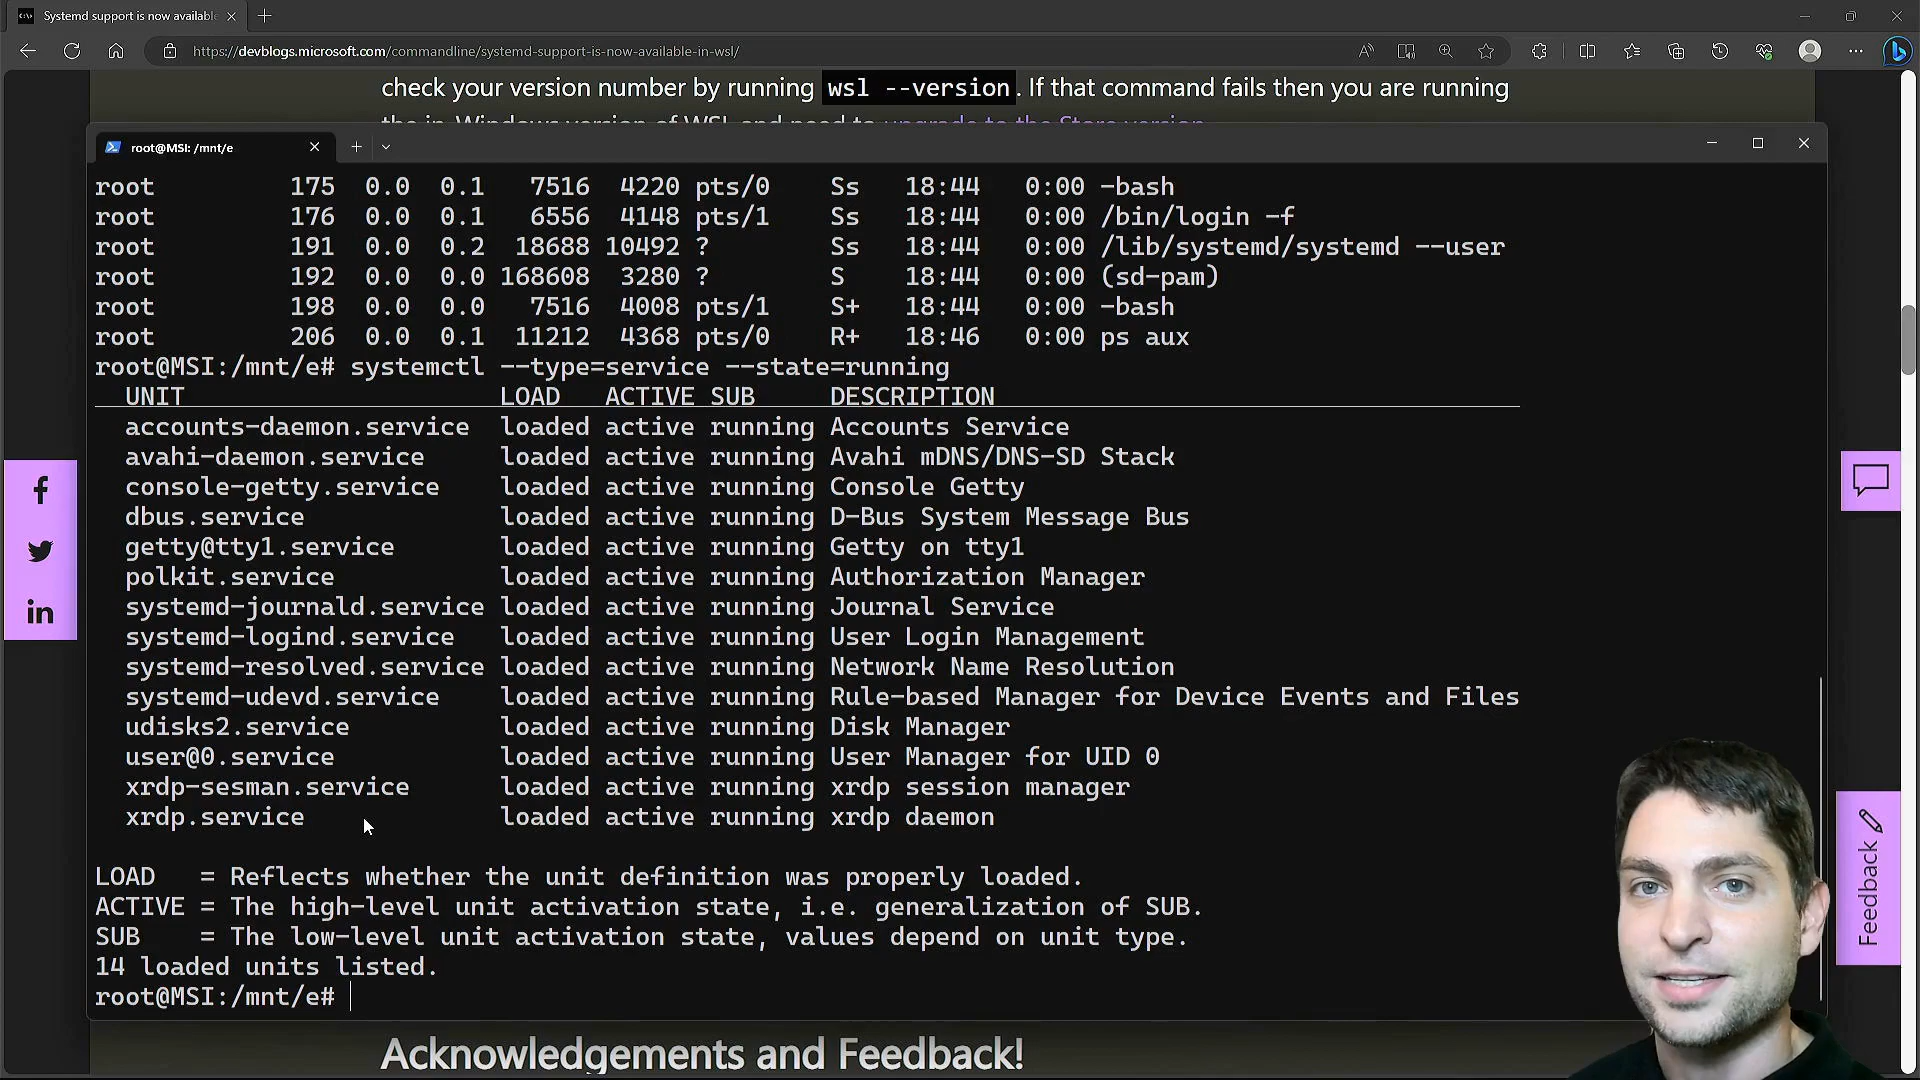 Systemd support is now available
https://devblogs.microsoft.com/commandline/systemd-support-is-now-available-in-wsl/
check your version number by running wsl --version. If that command fails then you are running
the in-Windows version of WSL and need to upgrade to the Store version
root@MSI: /mnt/e
root 175 0.0 0.1 7516 4220 pts/0 Ss 18:44 0:00 -bash
root 176 0.0 0.1 6556 4148 pts/1 Ss 18:44 0:00 /bin/login -f
root 191 0.0 0.2 18688 10492 ? Ss 18:44 0:00 /lib/systemd/systemd --user
root 192 0.0 0.0 168608 3280 ? S 18:44 0:00 (sd-pam)
root 198 0.0 0.0 7516 4008 pts/1 S+ 18:44 0:00 -bash
root 206 0.0 0.1 11212 4368 pts/0 R+ 18:46 0:00 ps aux
root@MSI:/mnt/e# systemctl --type=service --state=running
UNIT LOAD ACTIVE SUB DESCRIPTION
accounts-daemon.service loaded active running Accounts Service
avahi-daemon.service loaded active running Avahi mDNS/DNS-SD Stack
console-getty.service loaded active running Console Getty
dbus.service loaded active running D-Bus System Message Bus
getty@tty1.service loaded active running Getty on tty1
polkit.service loaded active running Authorization Manager
systemd-journald.service loaded active running Journal Service
systemd-logind.service loaded active running User Login Management
systemd-resolved.service loaded active running Network Name Resolution
systemd-udevd.service loaded active running Rule-based Manager for Device Events and Files
udisks2.service loaded active running Disk Manager
user@0.service loaded active running User Manager for UID 0
xrdp-sesman.service loaded active running xrdp session manager
xrdp.service loaded active running xrdp daemon
LOAD = Reflects whether the unit definition was properly loaded.
ACTIVE = The high-level unit activation state, i.e. generalization of SUB.
SUB = The low-level unit activation state, values depend on unit type.
14 loaded units listed.
root@MSI:/mnt/e#
Feedback
Acknowledgements and Feedback!